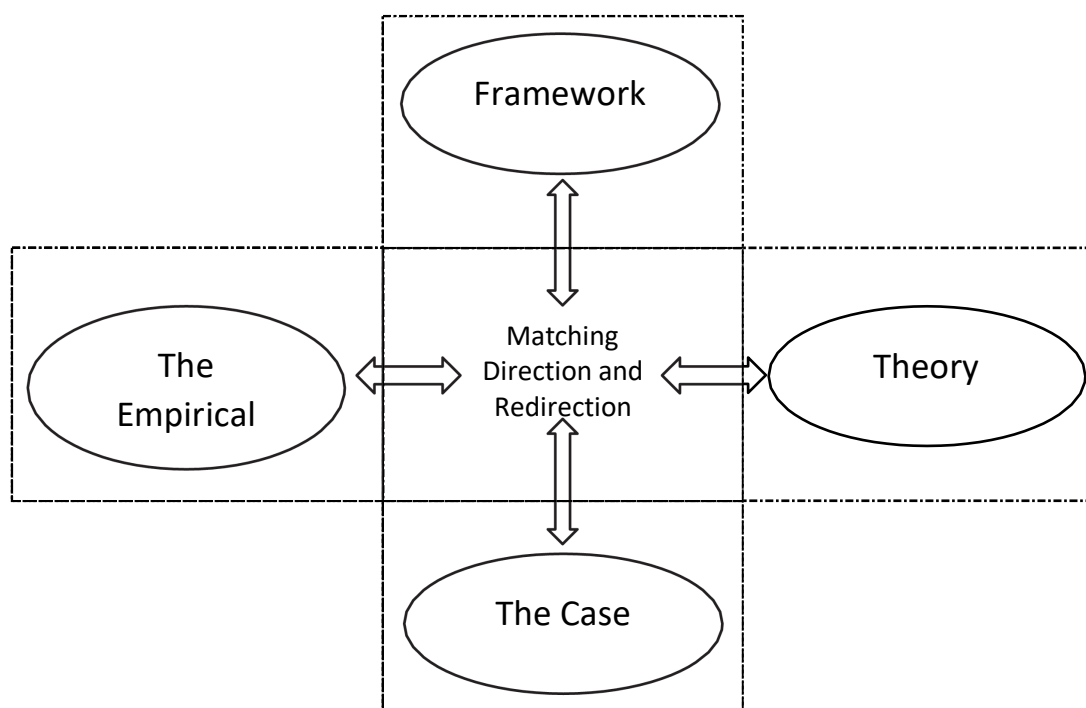 Framework
The
Empirical
Matching
Direction and
Redirection
Theory
The Case